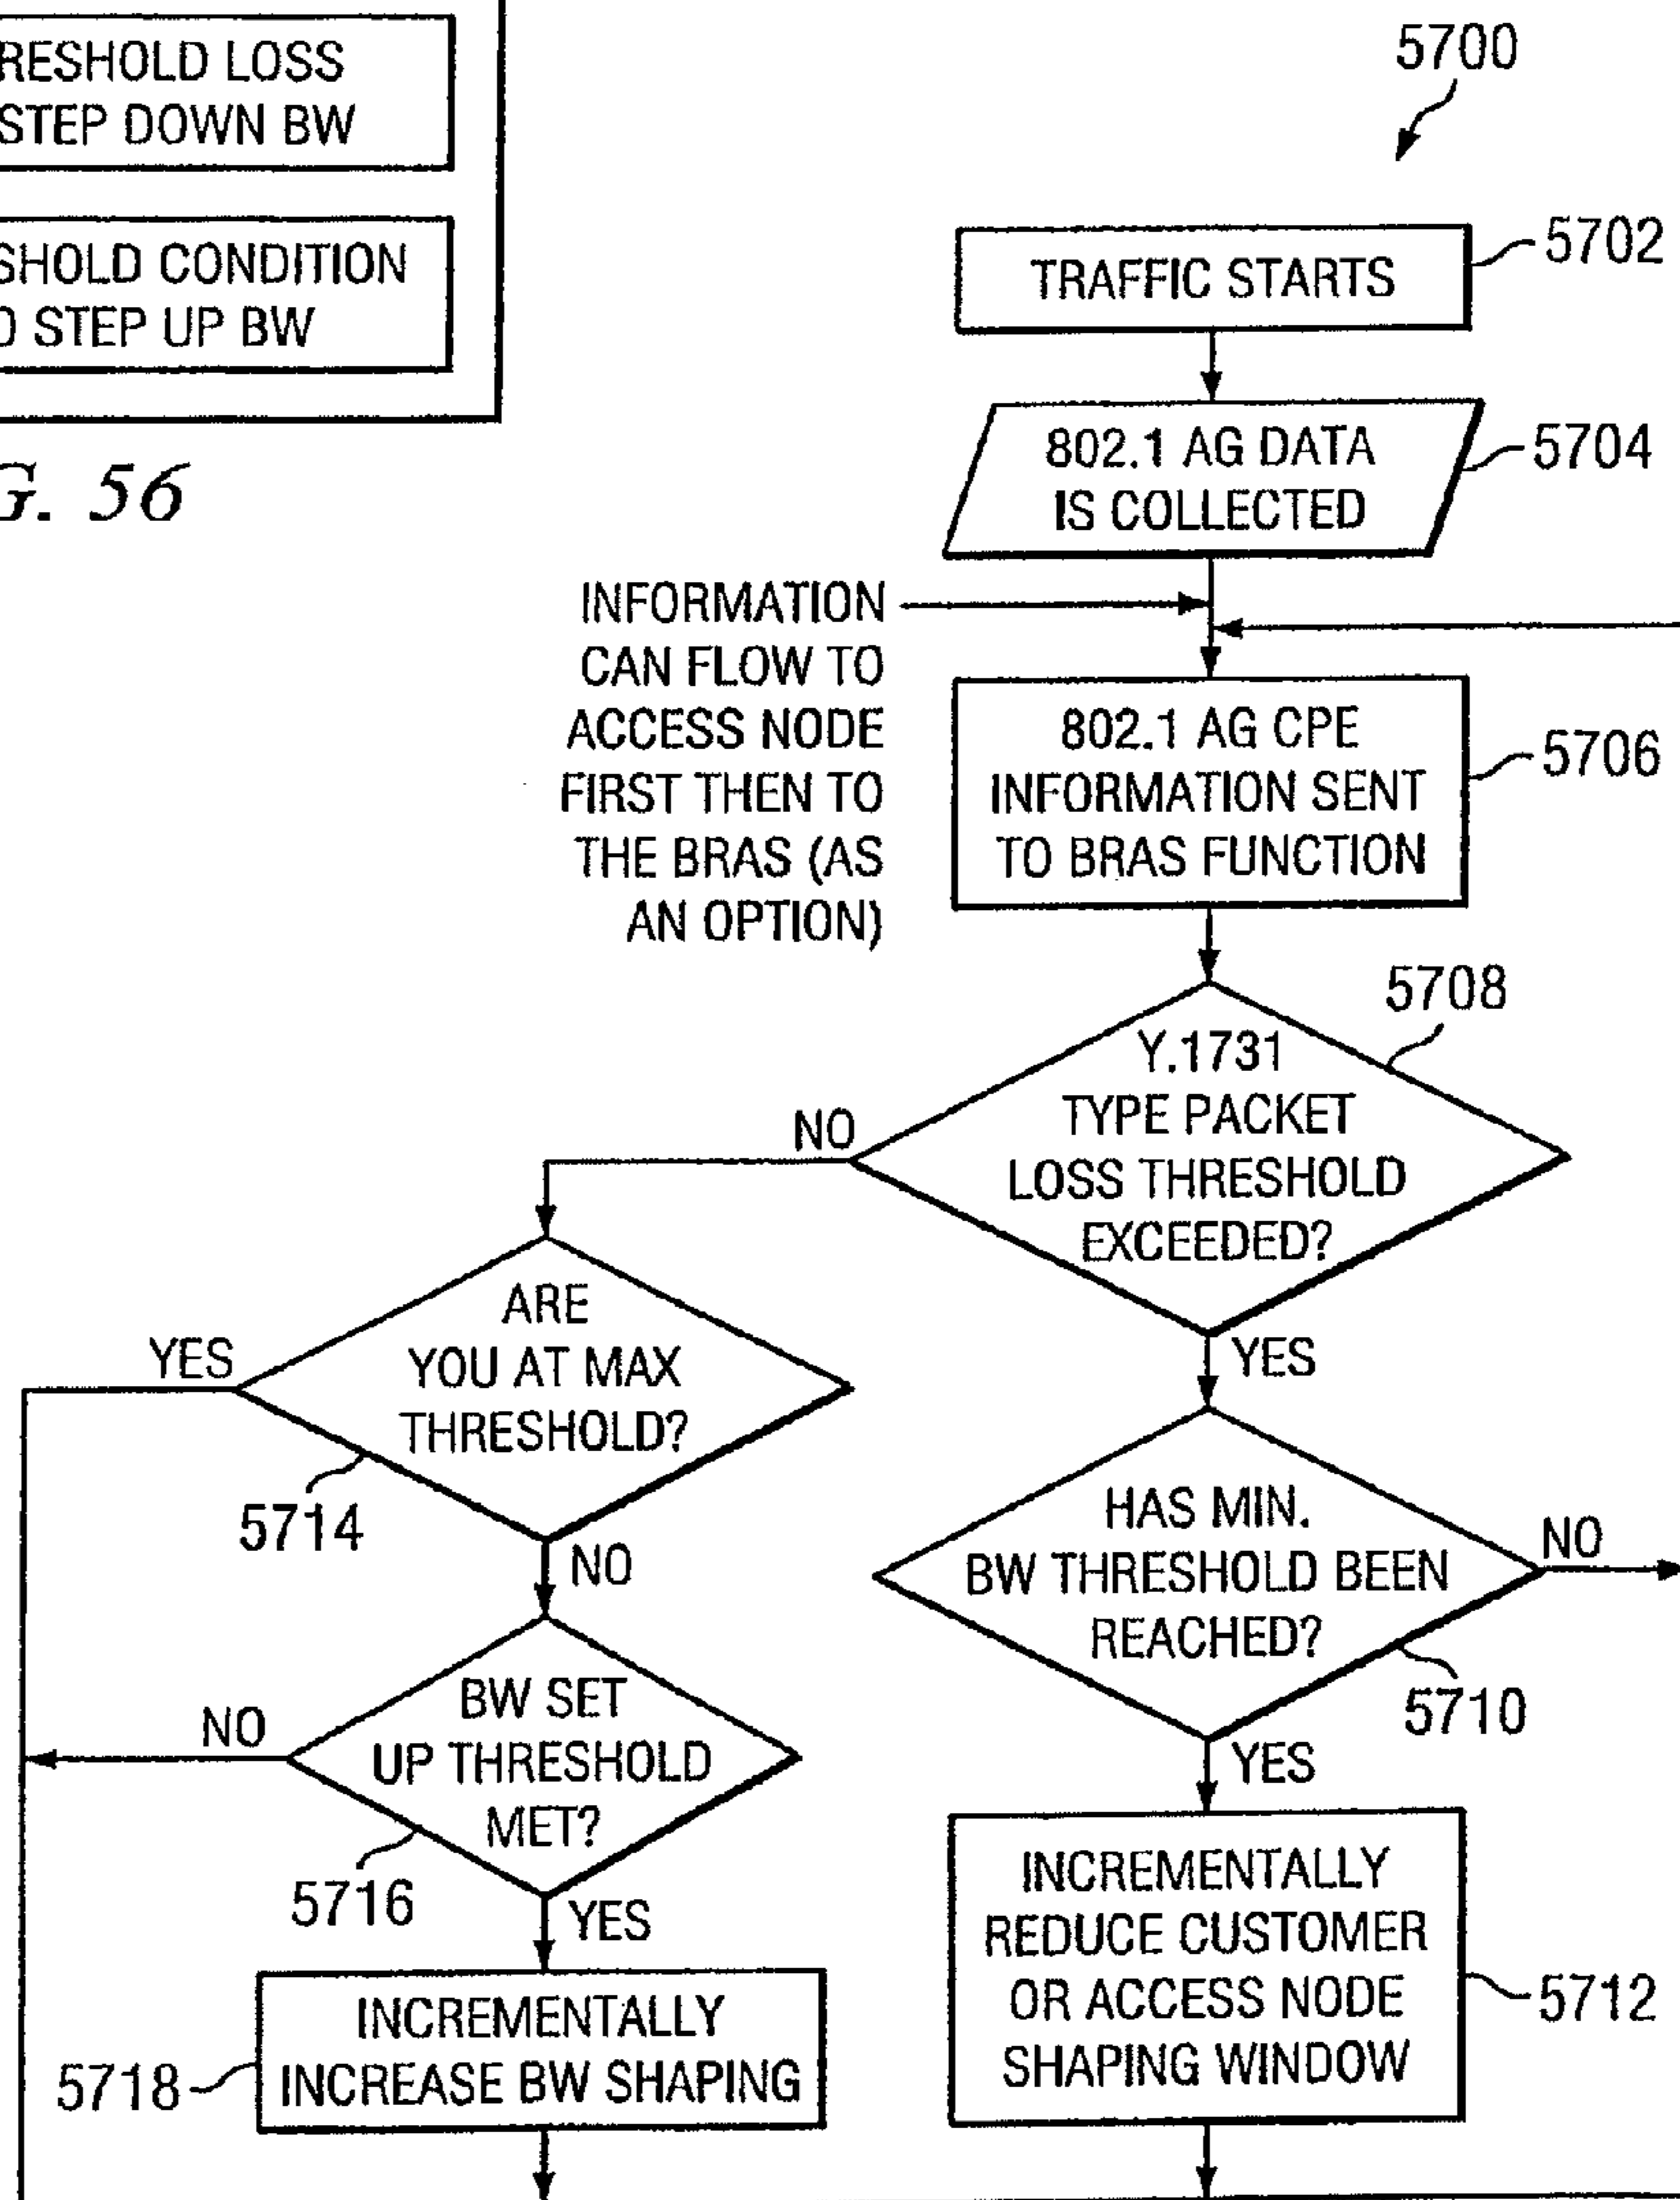 RESHOLD LOSS
STEP DOWN BW
SHOLD CONDITION
STEP UP BW
G. 56
5700
TRAFFIC STARTS
5702
802.1 AG DATA
IS COLLECTED
5704
INFORMATION
CAN FLOW TO
ACCESS NODE
FIRST THEN TO
THE BRAS (AS
AN OPTION)
802.1 AG CPE
INFORMATION SENT
TO BRAS FUNCTION
5706
5708
Y.1731
TYPE PACKET
LOSS THRESHOLD
EXCEEDED?
NO
YES
ARE
YOU AT MAX
THRESHOLD?
YES
5714
NO
HAS MIN.
BW THRESHOLD BEEN
REACHED?
NO
5710
YES
BW SET
UP THRESHOLD
MET?
NO
5716
YES
INCREMENTALLY
REDUCE CUSTOMER
OR ACCESS NODE
SHAPING WINDOW
5712
INCREMENTALLY
INCREASE BW SHAPING
5718